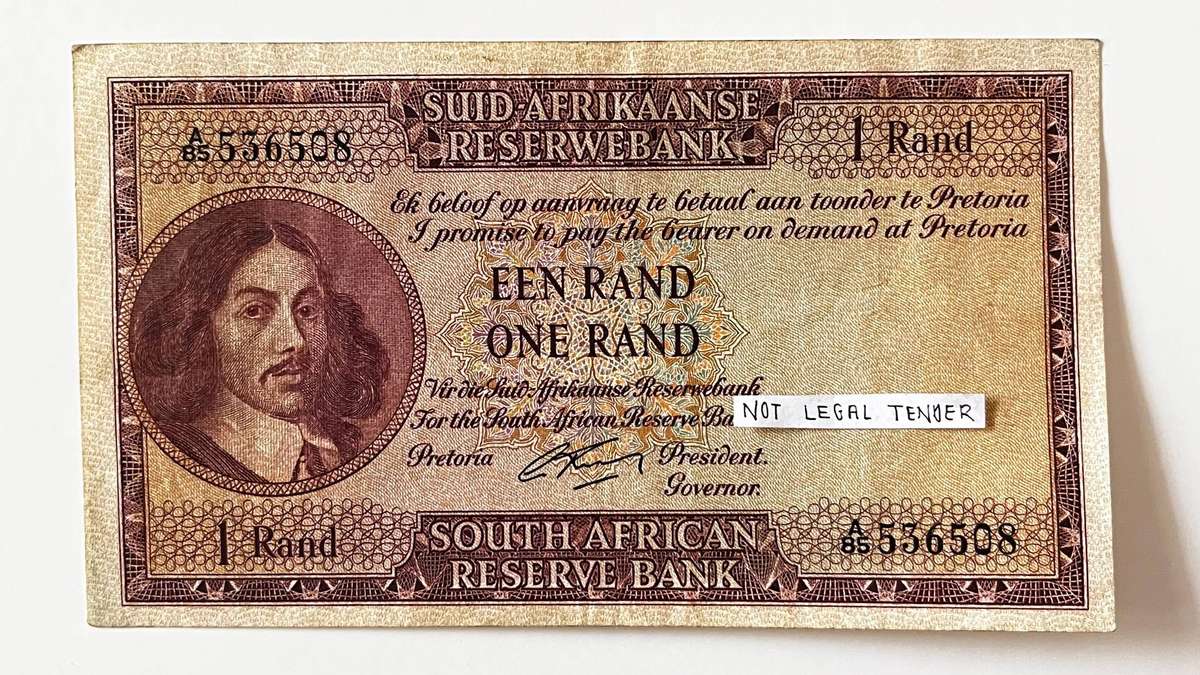 SUID-AFRIKAANSE
RESERWEBANK
A/85 536508
1 Rand
Ek beloof op aanvraag te betaal aan toonder te Pretoria
I promise to pay the bearer on demand at Pretoria
EEN RAND
ONE RAND
Vir die Suid-Afrikaanse Reserwebank
For the South African Reserve
NOT LEGAL TENDER
Pretoria
President.
Governor.
1 Rand
SOUTH AFRICAN
RESERVE BANK
A/85 536508